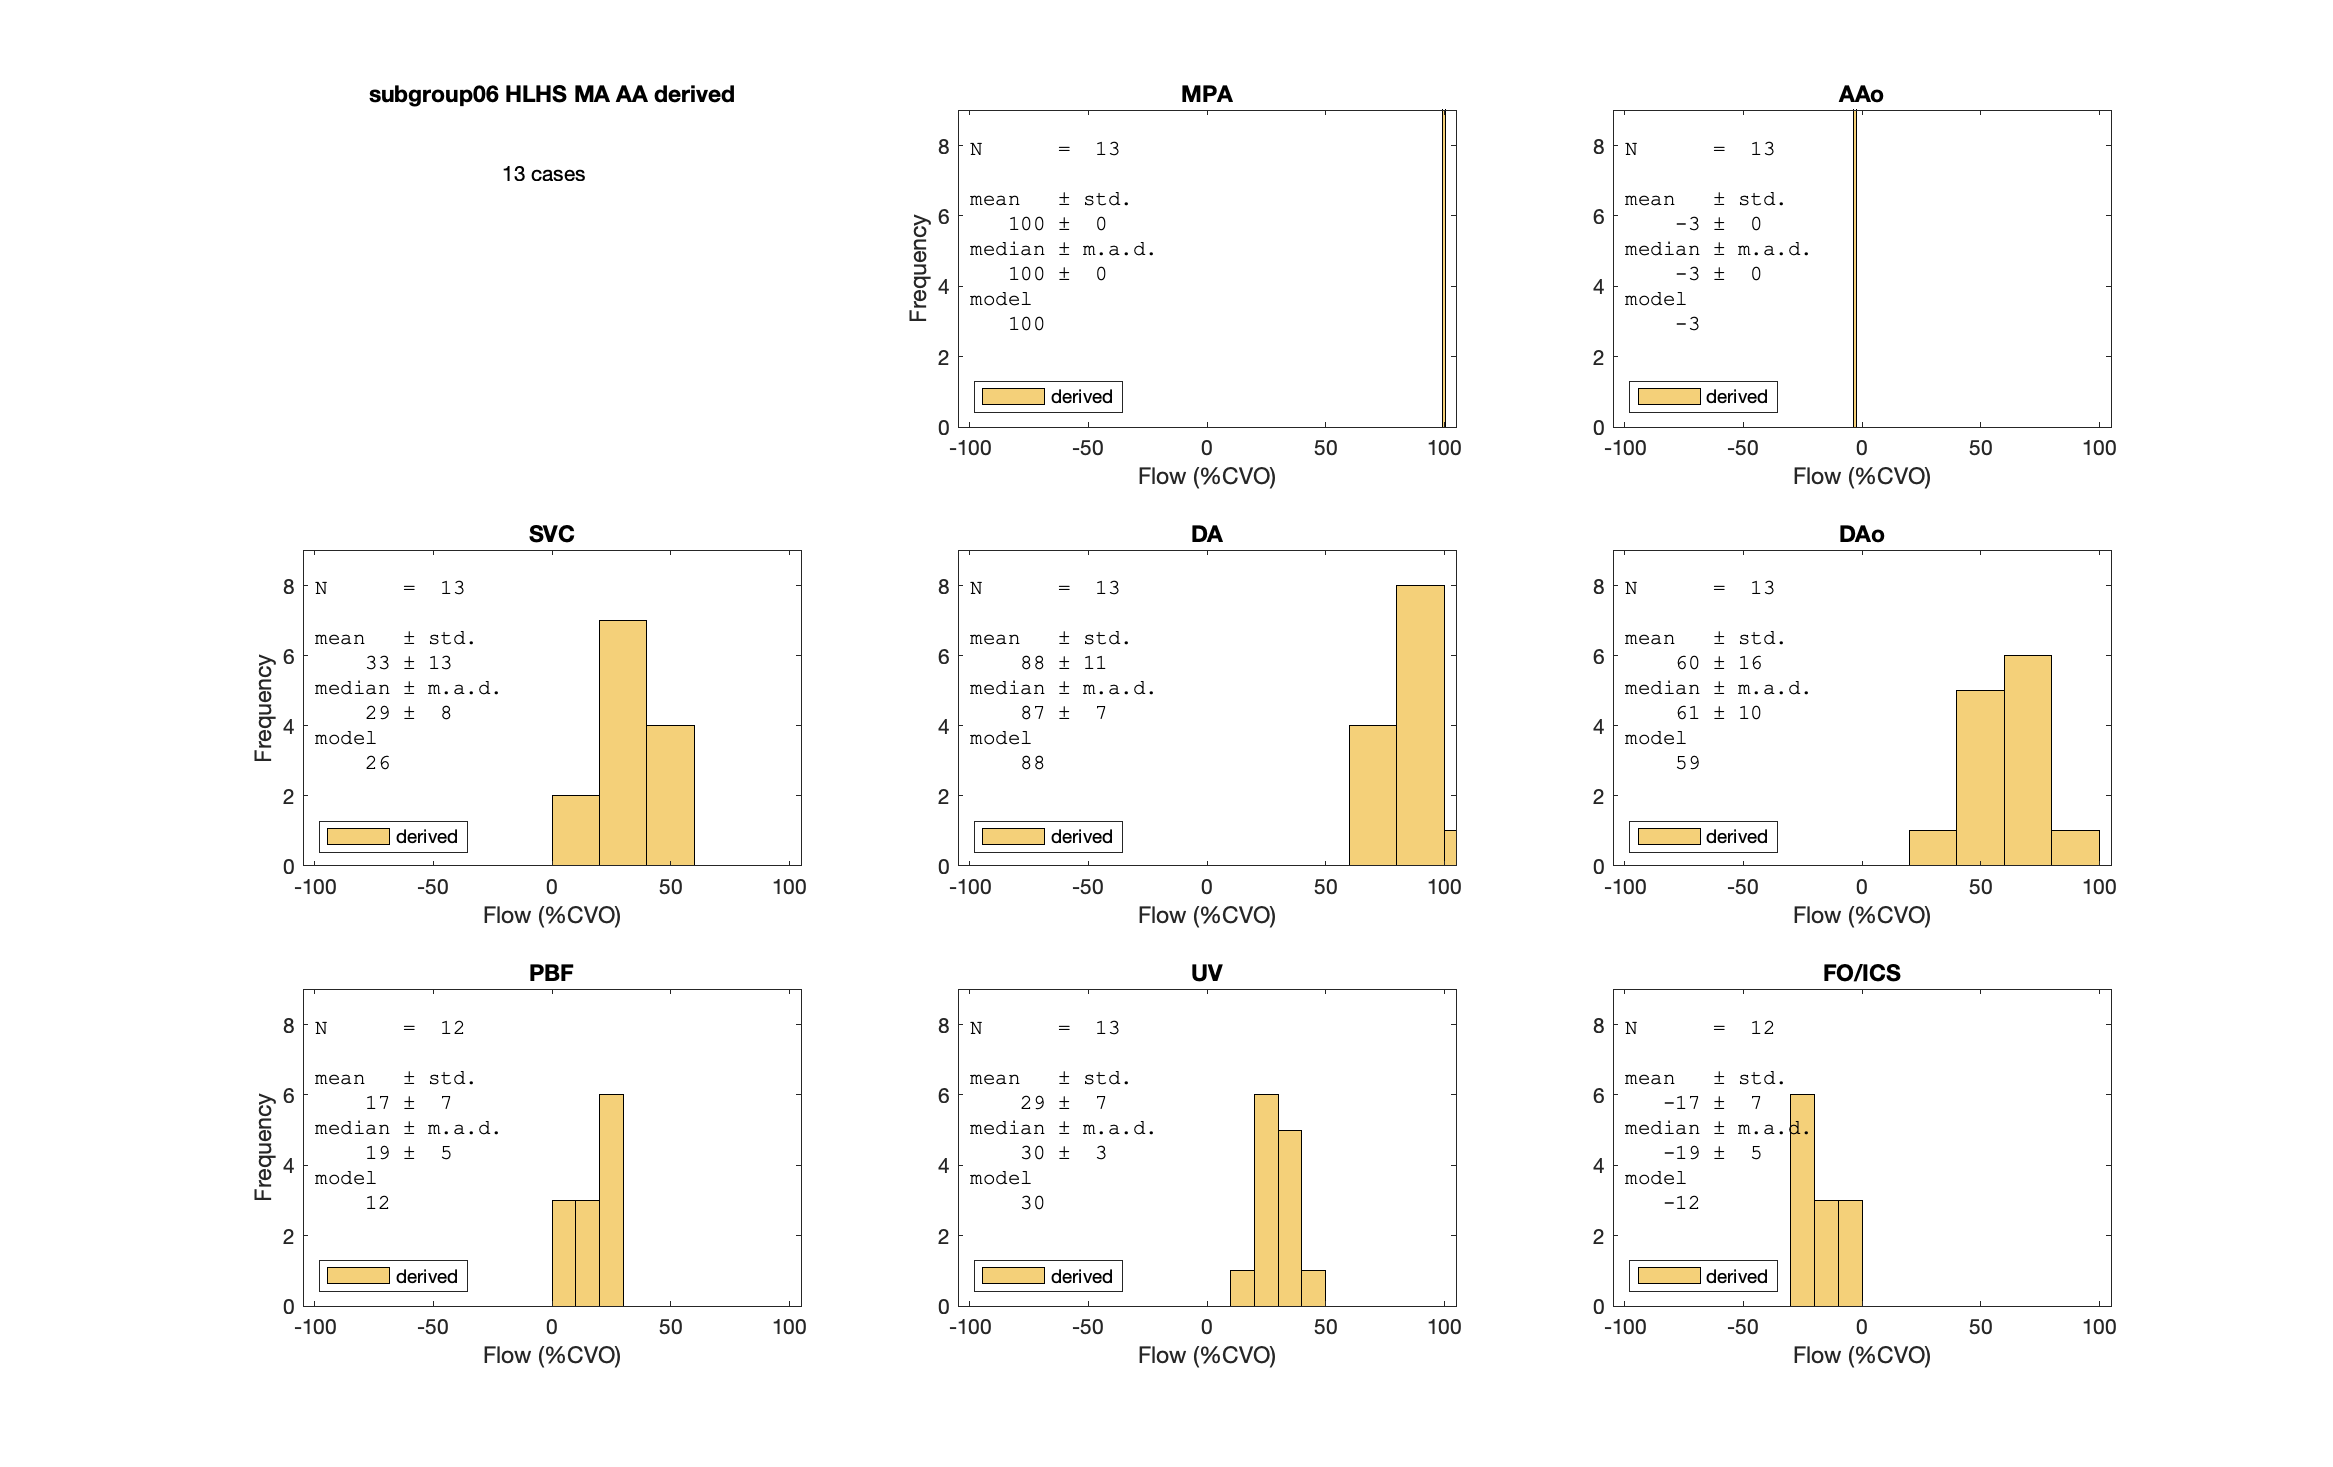 subgroup06 HLHS MA AA derived
13 cases
MPA
N = 13
mean ± std.
100 ± 0
median ± m.a.d.
100 ± 0
model
100
derived
Frequency
0 2 4 6 8
-100 -50 0 50 100
Flow (%CVO)
AAo
N = 13
mean ± std.
-3 ± 0
median ± m.a.d.
-3 ± 0
model
-3
derived
0 2 4 6 8
-100 -50 0 50 100
Flow (%CVO)
SVC
N = 13
mean ± std.
33 ± 13
median ± m.a.d.
29 ± 8
model
26
derived
Frequency
0 2 4 6 8
-100 -50 0 50 100
Flow (%CVO)
DA
N = 13
mean ± std.
88 ± 11
median ± m.a.d.
87 ± 7
model
88
derived
0 2 4 6 8
-100 -50 0 50 100
Flow (%CVO)
DAo
N = 13
mean ± std.
60 ± 16
median ± m.a.d.
61 ± 10
model
59
derived
0 2 4 6 8
-100 -50 0 50 100
Flow (%CVO)
PBF
N = 12
mean ± std.
17 ± 7
median ± m.a.d.
19 ± 5
model
12
derived
Frequency
0 2 4 6 8
-100 -50 0 50 100
Flow (%CVO)
UV
N = 13
mean ± std.
29 ± 7
median ± m.a.d.
30 ± 3
model
30
derived
0 2 4 6 8
-100 -50 0 50 100
Flow (%CVO)
FO/ICS
N = 12
mean ± std.
-17 ± 7
median ± m.a.d.
-19 ± 5
model
-12
derived
0 2 4 6 8
-100 -50 0 50 100
Flow (%CVO)